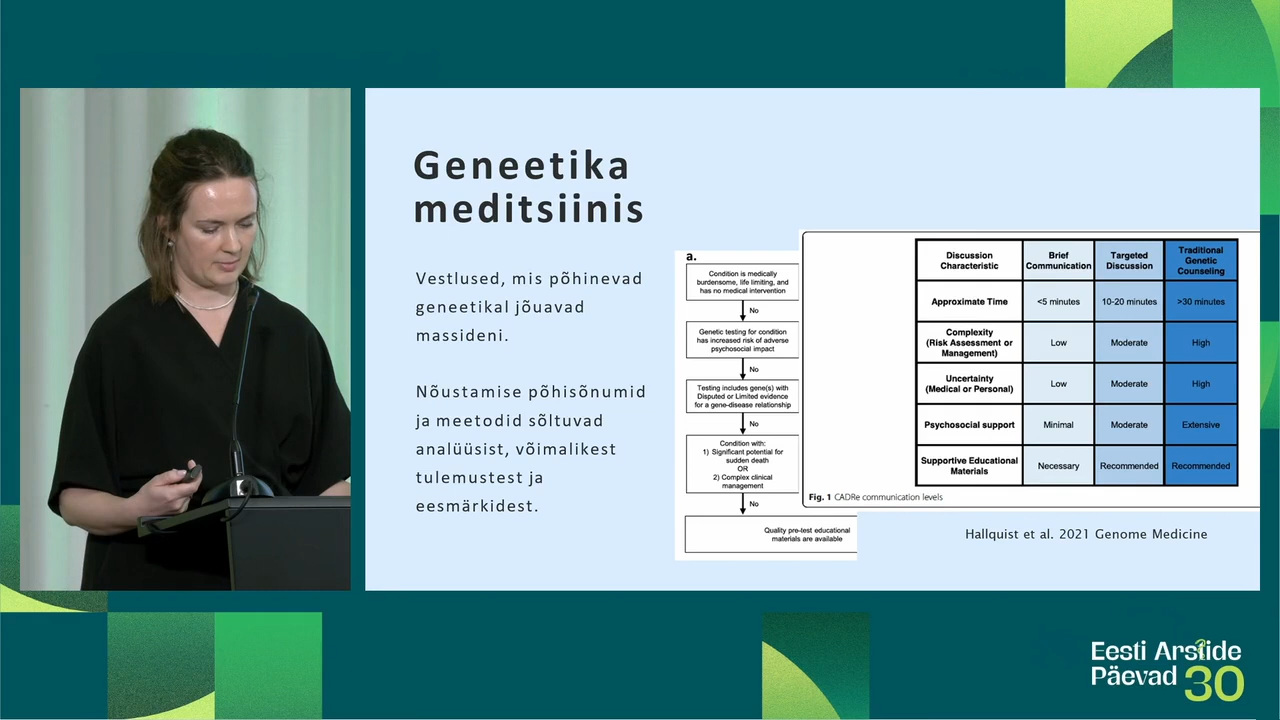 Geneetika
meditsiinis
Vestlused, mis põhinevad
geneetikal jõuavad
massideni.
Nõustamise põhisõnumid
ja meetodid sõltuvad
analüüsist, võimalikest
tulemustest ja
eesmärkidest.
a.
Condition is medically
burdensome, life limiting, and
has no medical intervention
No
Genetic testing for condition
has increased risk of adverse
psychosocial impact
No
Testing includes gene(s) with
Disputed or Limited evidence
for a gene-disease relationship
No
Condition with:
1) Significant potential for
sudden death
OR
2) Complex clinical
management
No
Quality pre-test educational
materials are available
Discussion Characteristic Brief Communication Targeted Discussion Traditional Genetic Counseling
Approximate Time <5 minutes 10-20 minutes >30 minutes
Complexity (Risk Assessment or Management) Low Moderate High
Uncertainty (Medical or Personal) Low Moderate High
Psychosocial support Minimal Moderate Extensive
Supportive Educational Materials Necessary Recommended Recommended
Fig. 1 CADRe communication levels
Hallquist et al. 2021 Genome Medicine
Eesti Arstide
Päevad 30